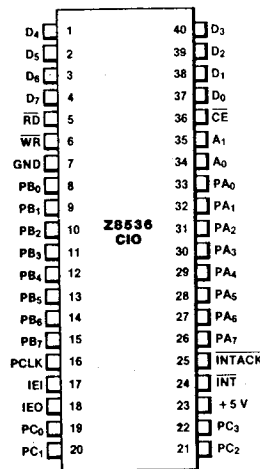 D4 1 40 D3
D5 2 39 D2
D6 3 38 D1
D7 4 37 D0
RD 5 36 CE
WR 6 35 A1
GND 7 34 A0
PB0 8 33 PA0
PB1 9 32 PA1
PB2 10 31 PA2
PB3 11 30 PA3
PB4 12 29 PA4
PB5 13 28 PA5
PB6 14 27 PA6
PB7 15 26 PA7
PCLK 16 25 INTACK
IEI 17 24 INT
IEO 18 23 +5 V
PC0 19 22 PC3
PC1 20 21 PC2
Z8536
CIO